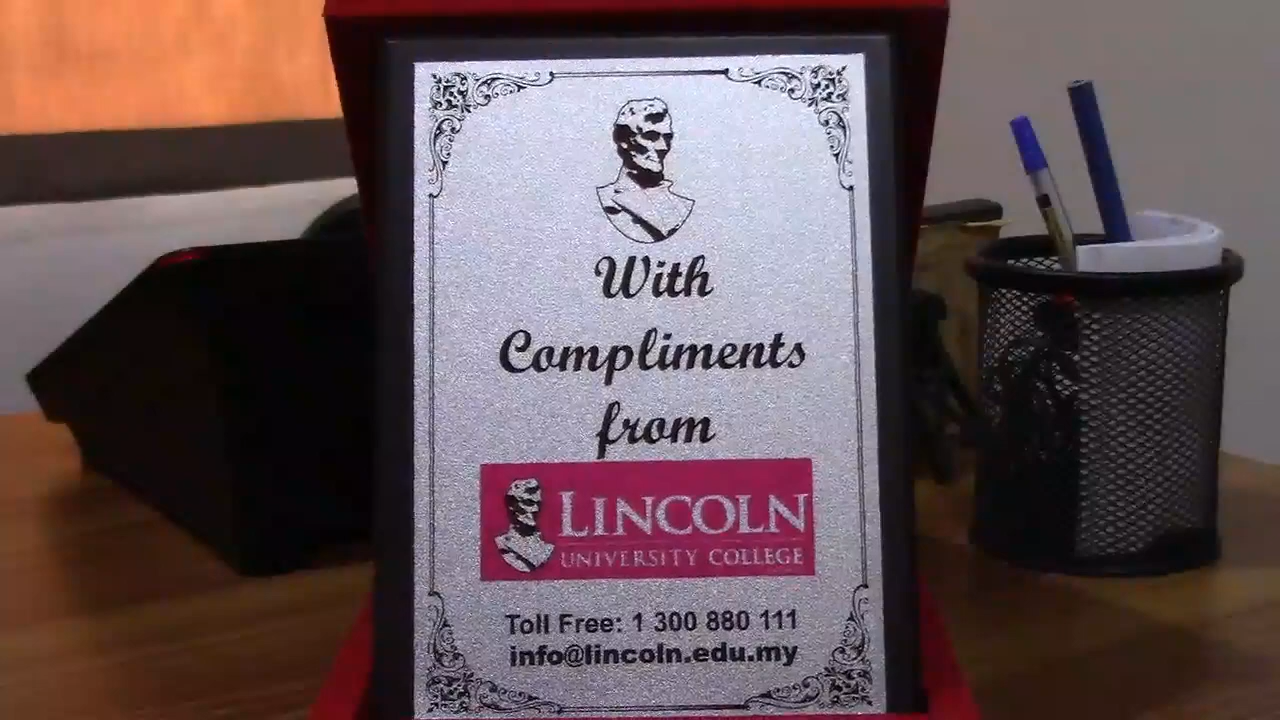 With
Compliments
from
LINCOLN
UNIVERSITY COLLEGE
Toll Free: 1 300 880 111
info@lincoln.edu.my